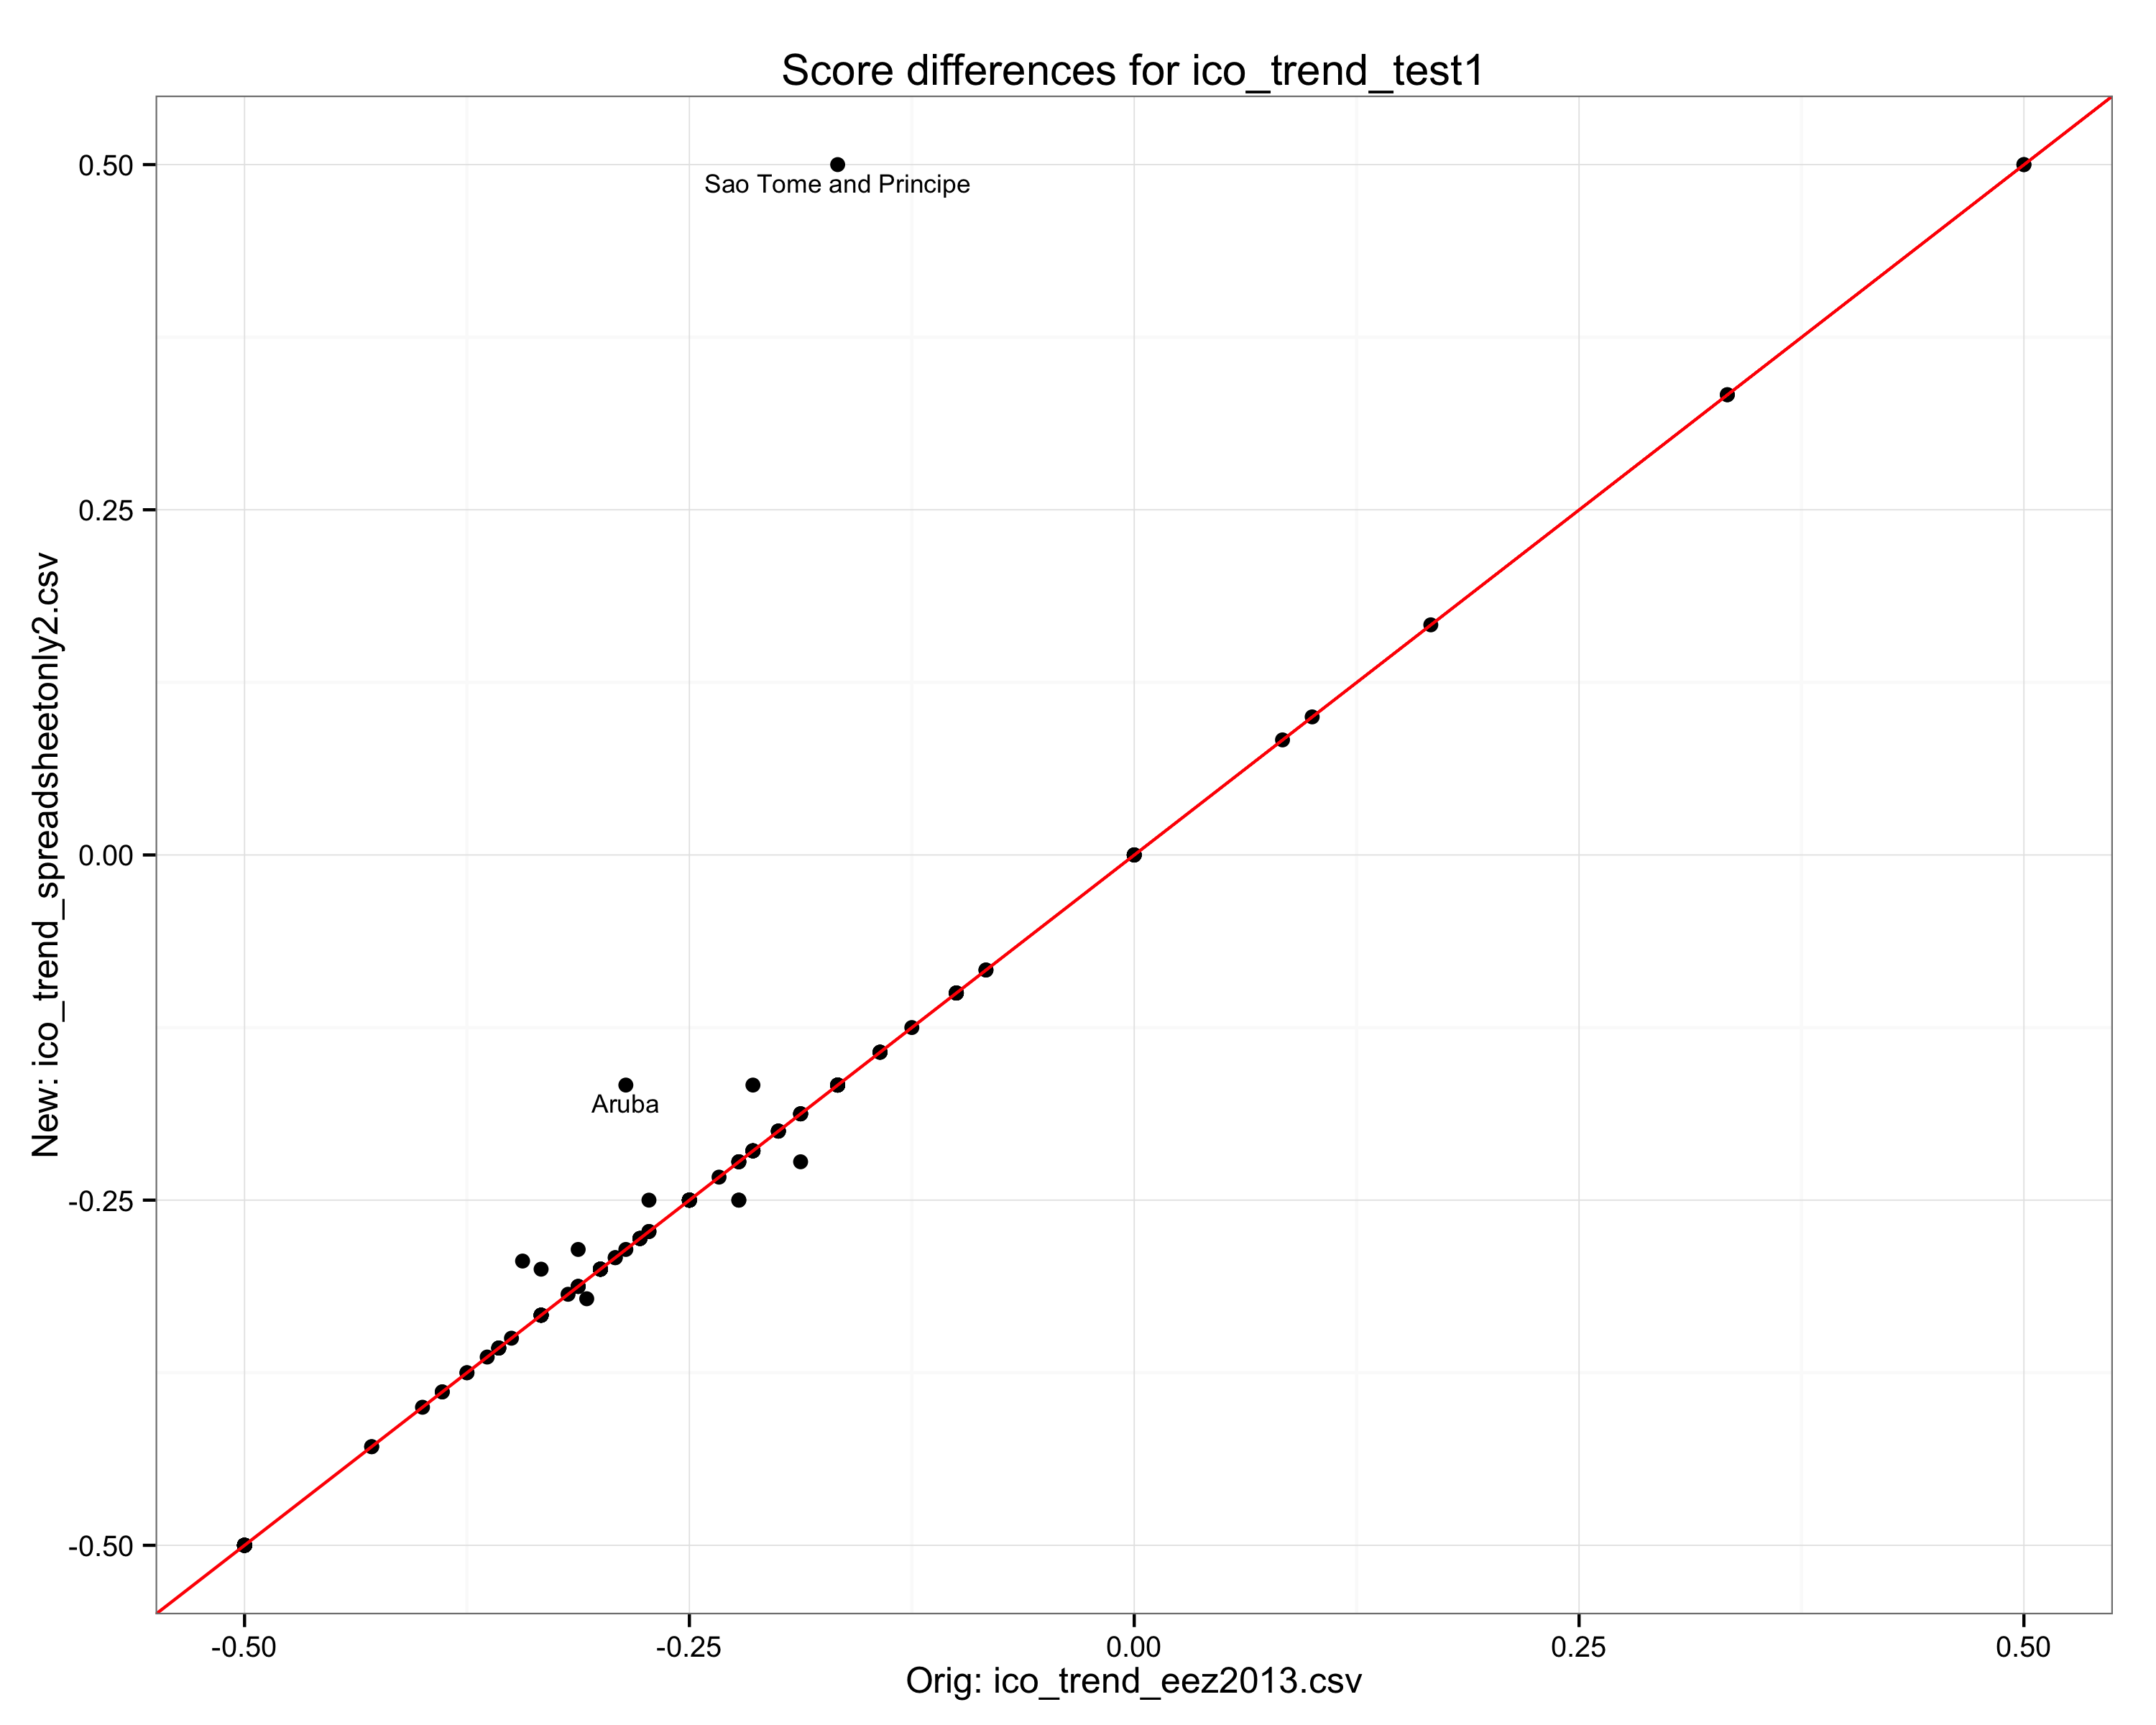 Score differences for ico_trend_test1
New: ico_trend_spreadsheetonly2.csv
0.50
0.25
0.00
-0.25
-0.50
Sao Tome and Principe
Aruba
-0.50
-0.25
0.00
0.25
0.50
Orig: ico_trend_eez2013.csv